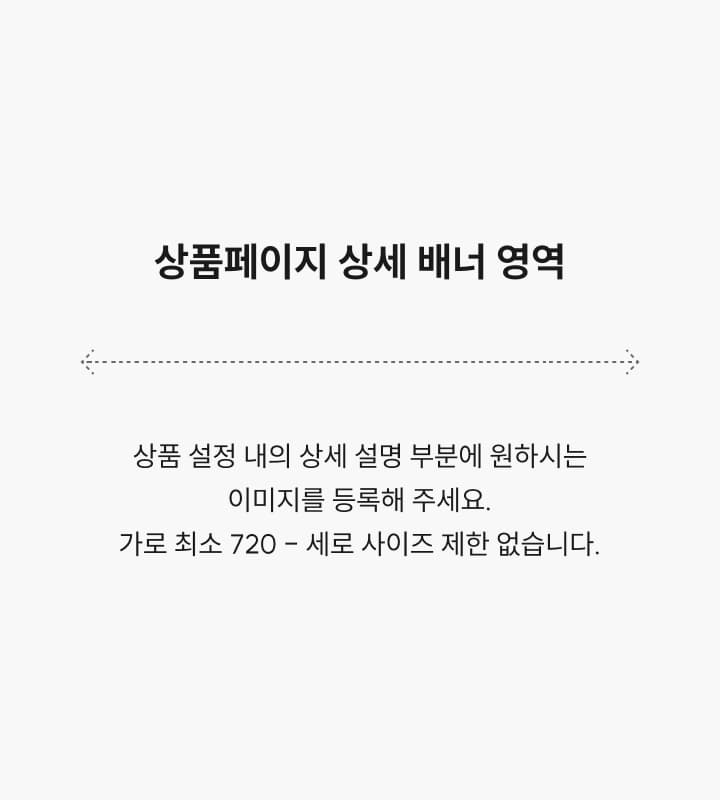 상품페이지 상세 배너 영역
상품 설정 내의 상세 설명 부분에 원하시는
이미지를 등록해 주세요.
가로 최소 720 – 세로 사이즈 제한 없습니다.